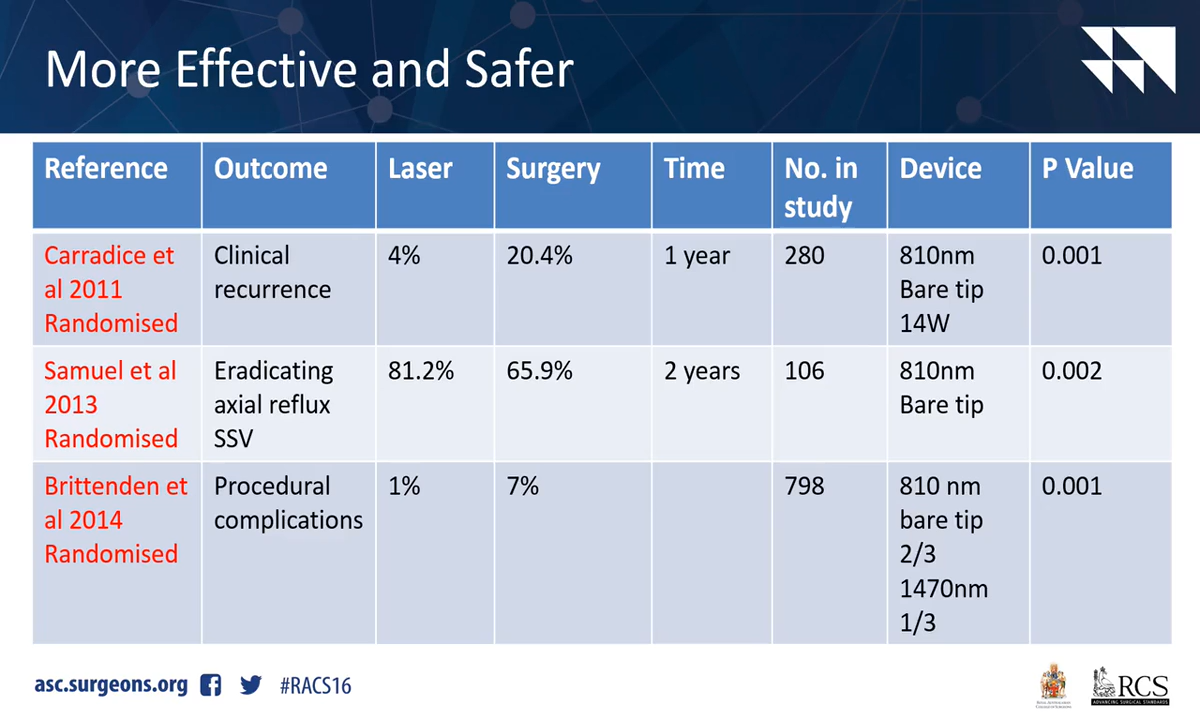 More Effective and Safer
Reference Outcome Laser Surgery Time No. in study Device P Value
Carradice et al 2011 Randomised Clinical recurrence 4% 20.4% 1 year 280 810nm Bare tip 14W 0.001
Samuel et al 2013 Randomised Eradicating axial reflux SSV 81.2% 65.9% 2 years 106 810nm Bare tip 0.002
Brittenden et al 2014 Randomised Procedural complications 1% 7% 798 810 nm bare tip 2/3 1470nm 1/3 0.001
asc.surgeons.org #RACS16
RCS
ADVANCING SURGICAL STANDARDS